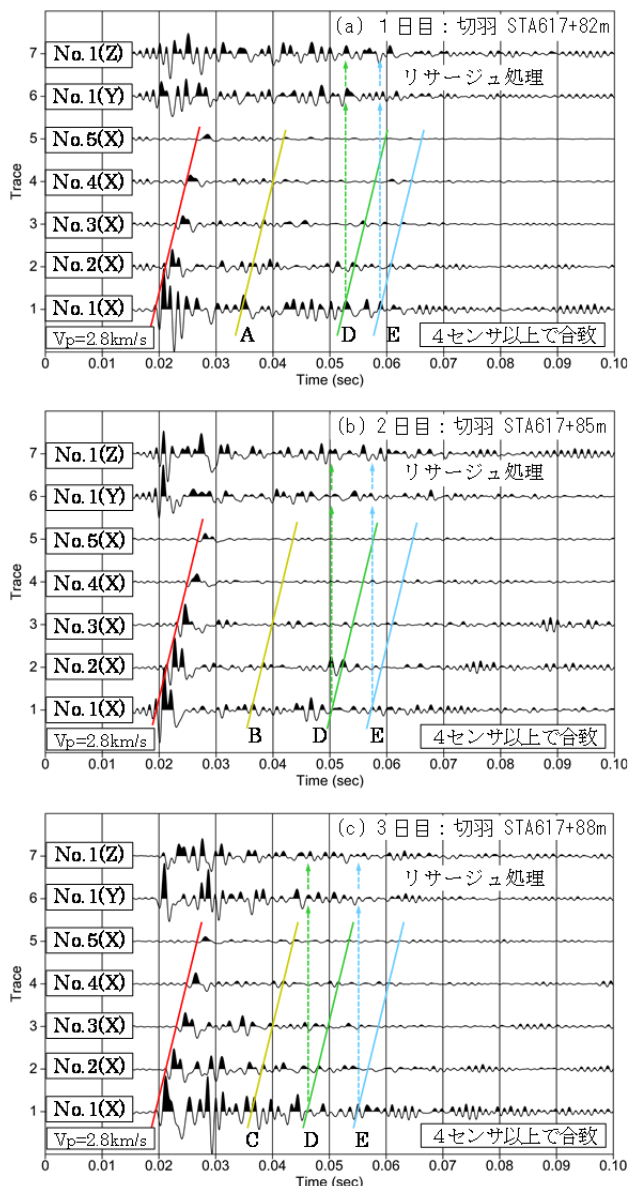 (a) 1日目：切羽 STA617+82m
リサージュ処理
Trace
7
6
5
4
3
2
1
No.1(Z)
No.1(Y)
No.5(X)
No.4(X)
No.3(X)
No.2(X)
No.1(X)
Vp=2.8km/s
A
D
E
４センサ以上で合致
0 0.01 0.02 0.03 0.04 0.05 0.06 0.07 0.08 0.09 0.10
Time (sec)
(b) 2日目：切羽 STA617+85m
リサージュ処理
Trace
7
6
5
4
3
2
1
No.1(Z)
No.1(Y)
No.5(X)
No.4(X)
No.3(X)
No.2(X)
No.1(X)
Vp=2.8km/s
B
D
E
４センサ以上で合致
0 0.01 0.02 0.03 0.04 0.05 0.06 0.07 0.08 0.09 0.10
Time (sec)
(c) 3日目：切羽 STA617+88m
リサージュ処理
Trace
7
6
5
4
3
2
1
No.1(Z)
No.1(Y)
No.5(X)
No.4(X)
No.3(X)
No.2(X)
No.1(X)
Vp=2.8km/s
C
D
E
４センサ以上で合致
0 0.01 0.02 0.03 0.04 0.05 0.06 0.07 0.08 0.09 0.10
Time (sec)